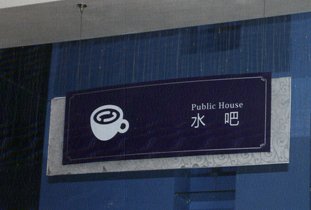 Public House
水 吧